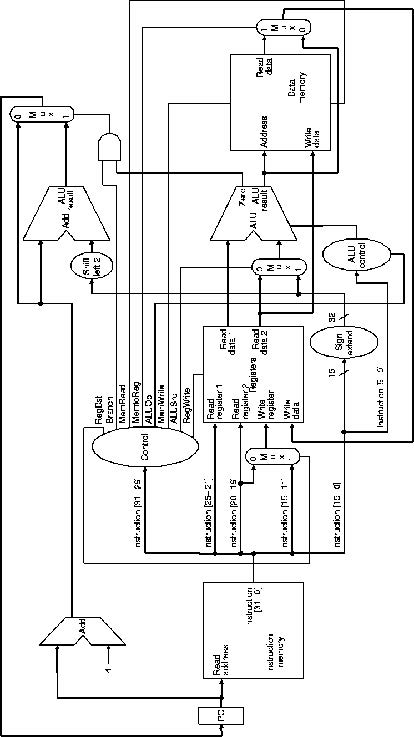 PC
Read
address
Instruction
[31–0]
Instruction
memory
4
Add
Instruction [31–26]
Instruction [25–21]
Instruction [20–16]
Instruction [15–11]
Instruction [15–0]
Instruction [5–0]
Control
RegDst
Branch
MemRead
MemtoReg
ALUOp
MemWrite
ALUSrc
RegWrite
0
M
u
x
1
Read
register 1
Read
register 2
Write
register
Write
data
Registers
Read
data 1
Read
data 2
16
Sign
extend
32
Shift
left 2
0
M
u
x
1
ALU
control
Add
ALU
result
Zero
ALU
ALU
result
0
M
u
x
1
Address
Write
data
Read
data
Data
memory
1
M
u
x
0